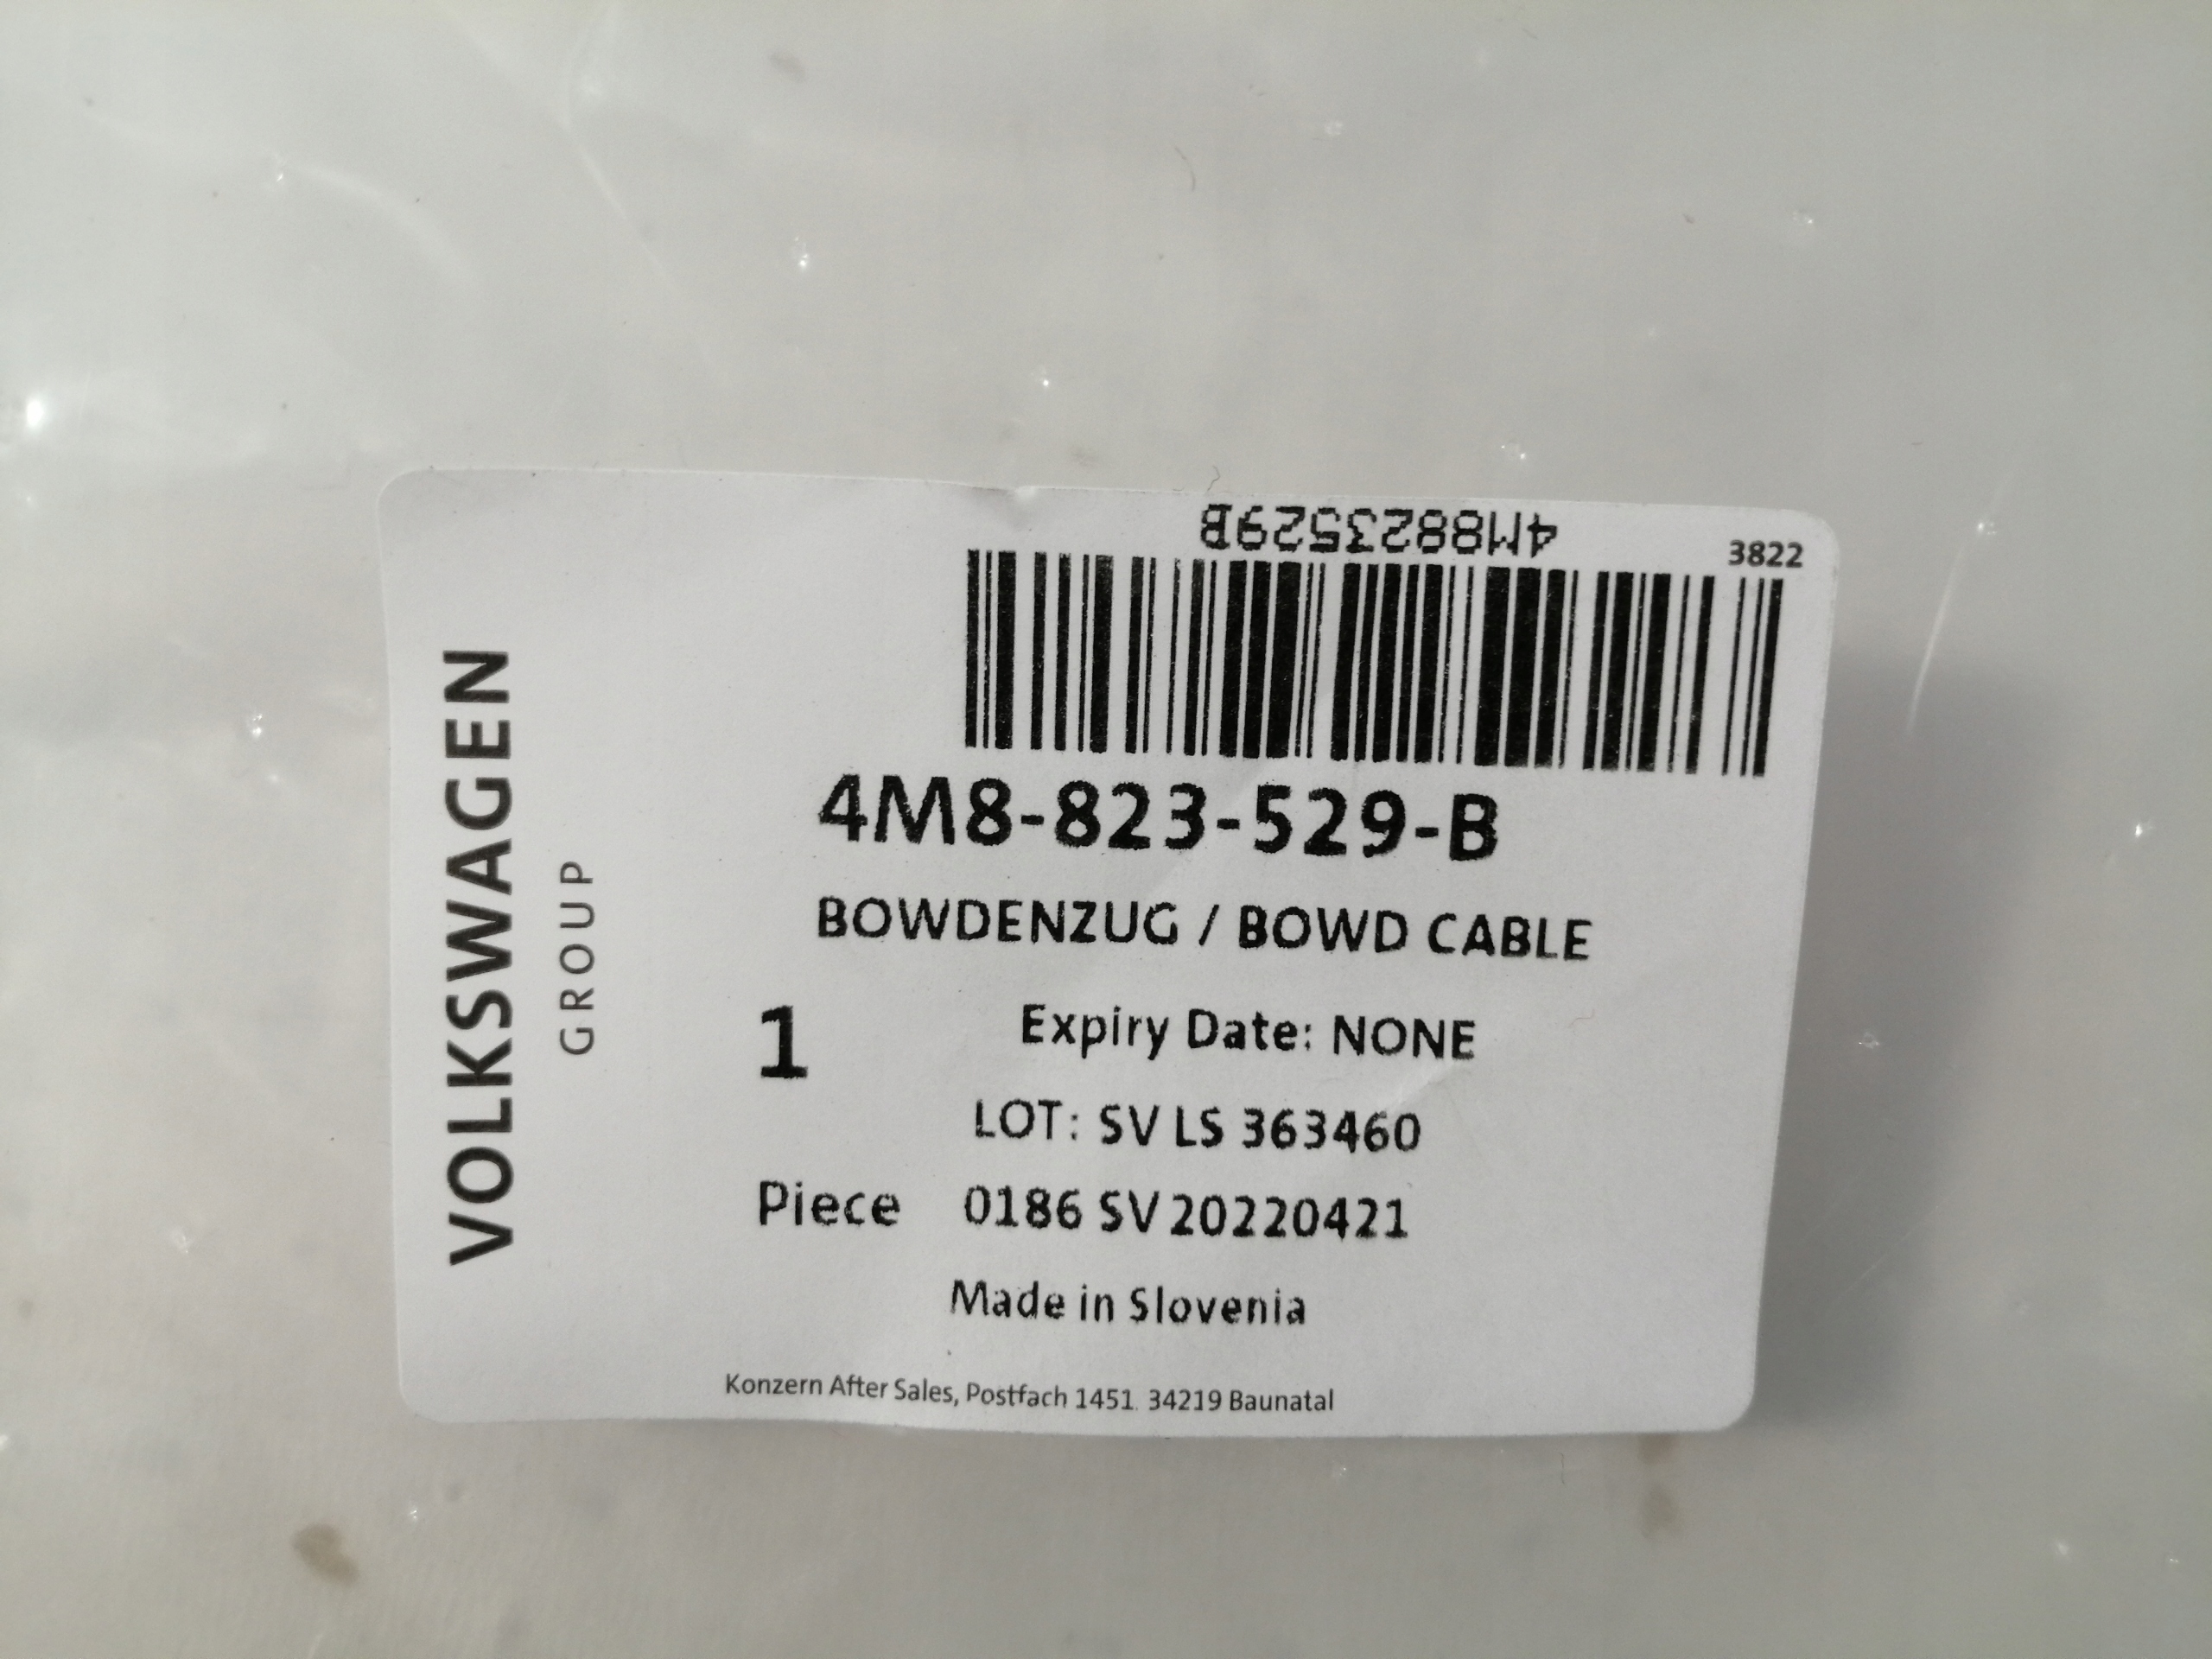 4M8823529B
3822
VOLKSWAGEN
GROUP
4M8-823-529-B
BOWDENZUG / BOWD CABLE
1
Expiry Date: NONE
LOT: SV LS 363460
Piece 0186 SV 20220421
Made in Slovenia
Konzern After Sales, Postfach 1451. 34219 Baunatal